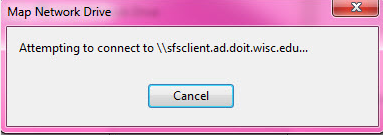 Map Network Drive
Attempting to connect to \\sfsclient.ad.doit.wisc.edu...
Cancel